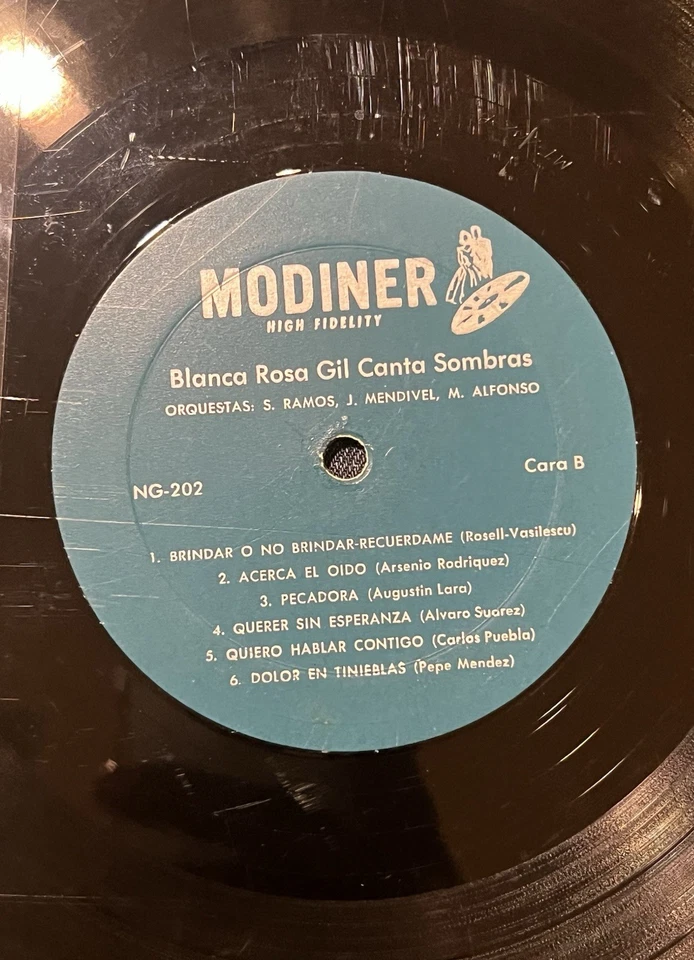 MODINER
HIGH FIDELITY
Blanca Rosa Gil Canta Sombras
ORQUESTAS: S. RAMOS, J. MENDIVEL, M. ALFONSO
NG-202
Cara B
1. BRINDAR O NO BRINDAR-RECUERDAME (Rosell-Vasilescu)
2. ACERCA EL OIDO (Arsenio Rodriquez)
3. PECADORA (Augustin Lara)
4. QUERER SIN ESPERANZA (Alvaro Suarez)
5. QUIERO HABLAR CONTIGO (Carlos Puebla)
6. DOLOR EN TINIEBLAS (Pepe Mendez)